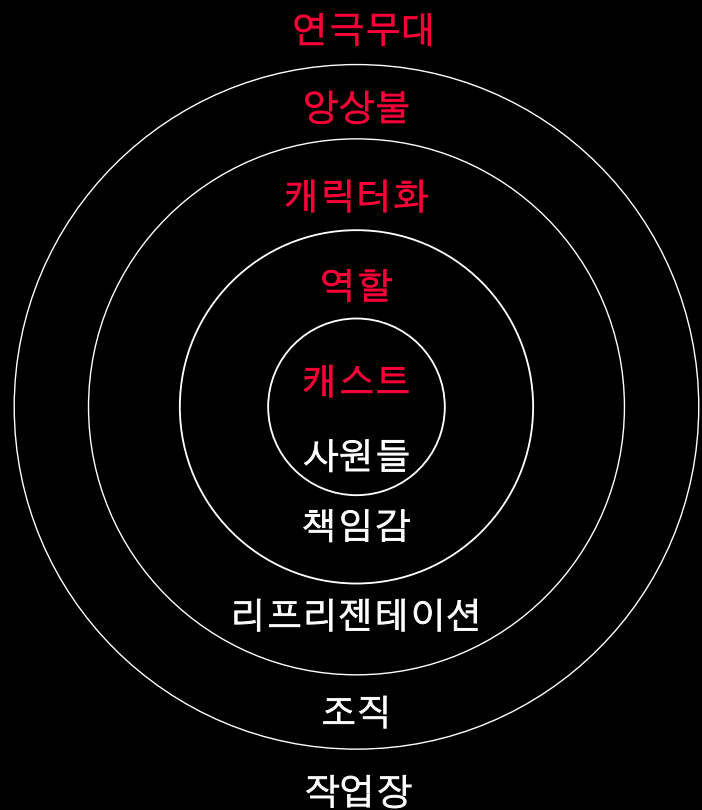 연극무대
앙상불
캐릭터화
역할
캐스트
사원들
책임감
리프리젠테이션
조직
작업장